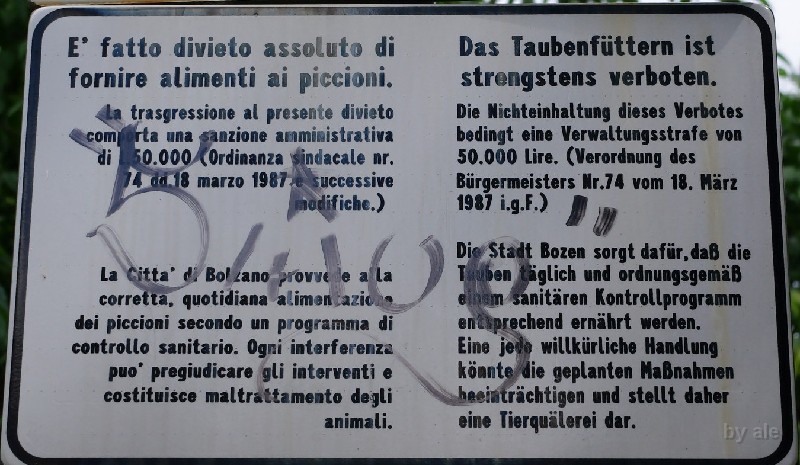 E' fatto divieto assoluto di
fornire alimenti ai piccioni.
La trasgressione al presente divieto
comporta una sanzione amministrativa
di L.50.000 (Ordinanza sindacale nr.
74 dd.18 marzo 1987 e successive
modifiche.)
La Citta' di Bolzano provvede alla
corretta, quotidiana alimentazione
dei piccioni secondo un programma di
controllo sanitario. Ogni interferenza
puo' pregiudicare gli interventi e
costituisce maltrattamento degli
animali.
Das Taubenfüttern ist
strengstens verboten.
Die Nichteinhaltung dieses Verbotes
bedingt eine Verwaltungsstrafe von
50.000 Lire. (Verordnung des
Bürgermeisters Nr.74 vom 18. März
1987 i.g.F.)
Die Stadt Bozen sorgt dafür, daß die
Tauben täglich und ordnungsgemäß
einem sanitären Kontrollprogramm
entsprechend ernährt werden.
Eine jede willkürliche Handlung
könnte die geplanten Maßnahmen
beeinträchtigen und stellt daher
eine Tierquälerei dar.
by ale